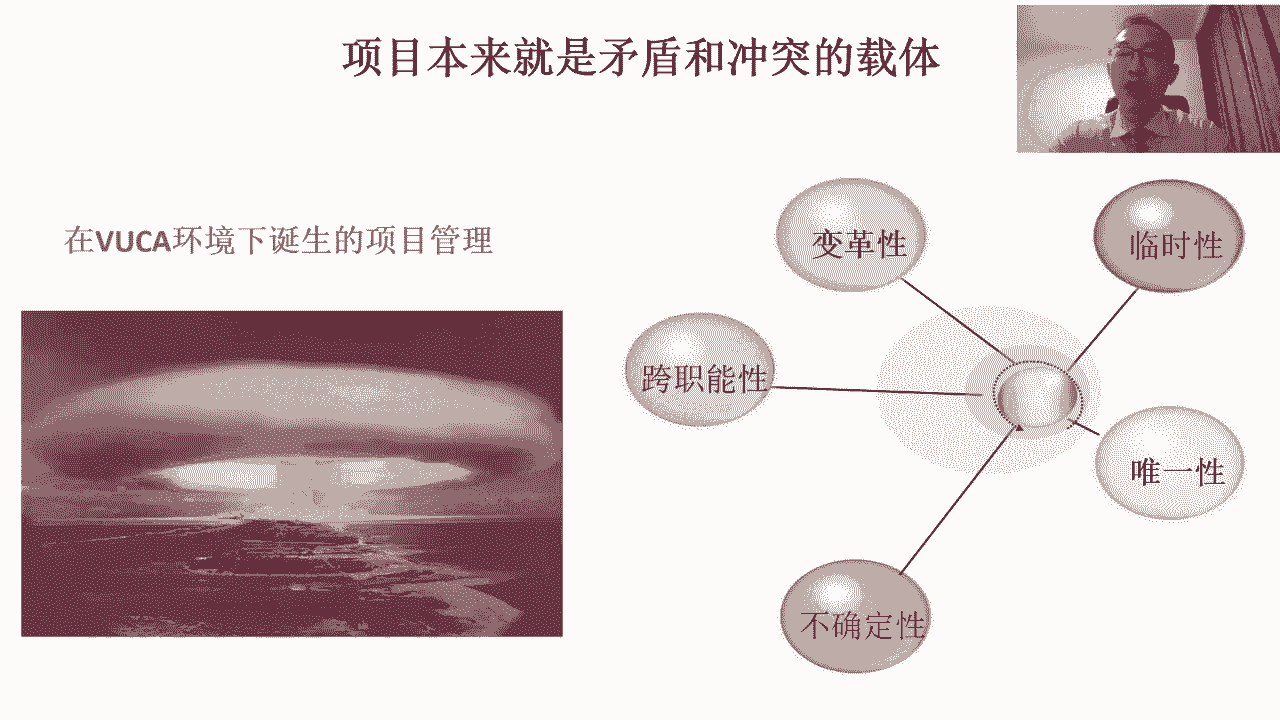 项目本来就是矛盾和冲突的载体
在VUCA环境下诞生的项目管理
变革性
临时性
跨职能性
唯一性
不确定性